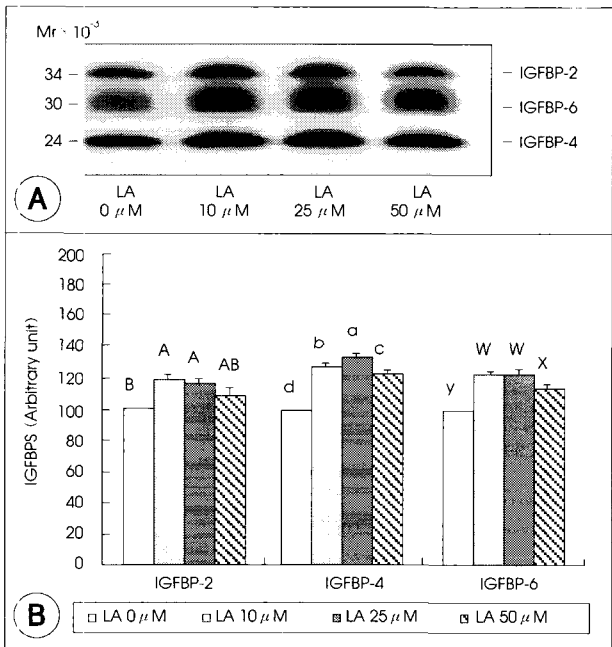 Mr × 10⁻³
34 – – IGFBP-2
30 – – IGFBP-6
24 – – IGFBP-4
A
LA LA LA LA
0 μM 10 μM 25 μM 50 μM
IGFBPS (Arbitrary unit)
200
180
160
140
120
100
80
60
40
20
0
B A A AB
d b a c
y W W X
IGFBP-2 IGFBP-4 IGFBP-6
B
LA 0 μM LA 10 μM LA 25 μM LA 50 μM